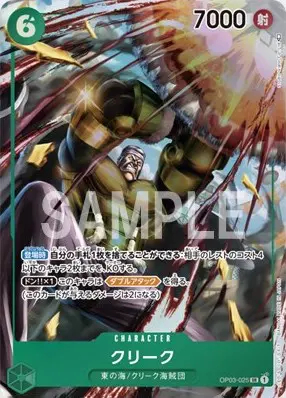 6
7000
射
SAMPLE
登場時 自分の手札1枚を捨てることができる:相手のレストのコスト4
以下のキャラ2枚までを、KOする。
ドン!!×1 このキャラは ダブルアタック を得る。
(このカードが与えるダメージは2になる)
CHARACTER
クリーク
東の海/クリーク海賊団
OP03-025 SR 1